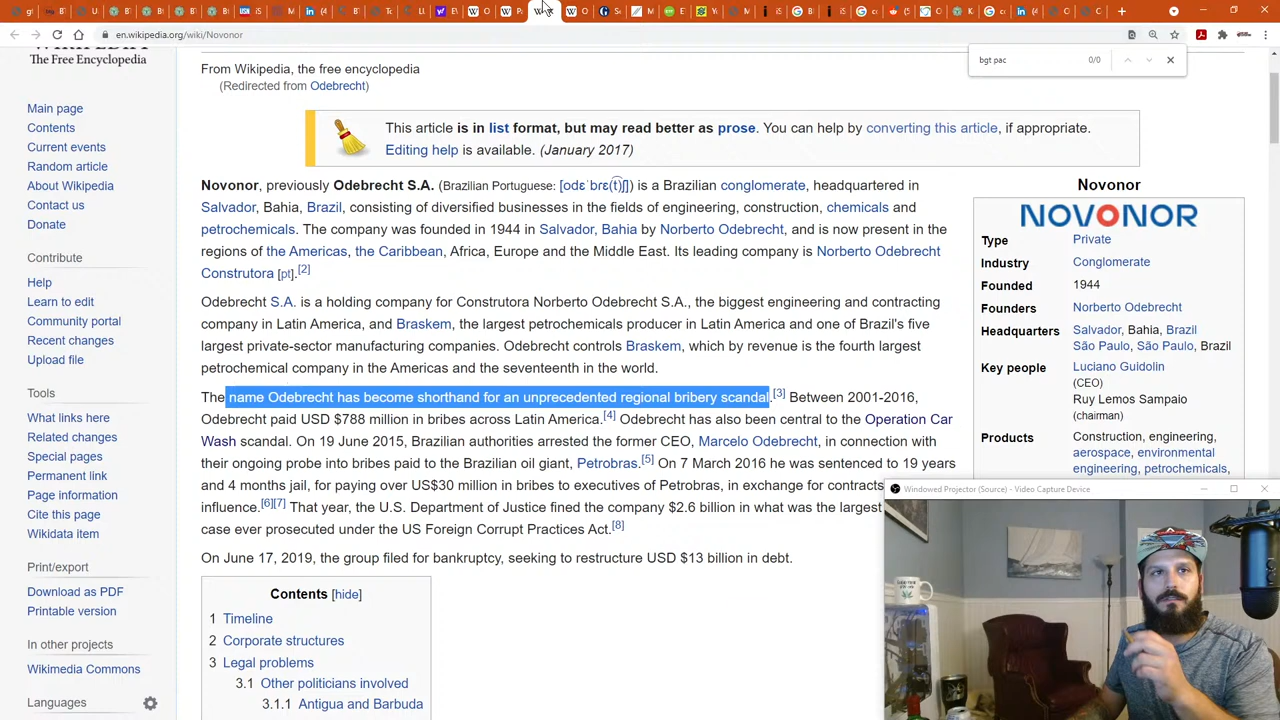 en.wikipedia.org/wiki/Novonor
bgt pac
0/0
The Free Encyclopedia
Main page
Contents
Current events
Random article
About Wikipedia
Contact us
Donate
Contribute
Help
Learn to edit
Community portal
Recent changes
Upload file
Tools
What links here
Related changes
Special pages
Permanent link
Page information
Cite this page
Wikidata item
Print/export
Download as PDF
Printable version
In other projects
Wikimedia Commons
Languages
From Wikipedia, the free encyclopedia
(Redirected from Odebrecht)
This article is in list format, but may read better as prose. You can help by converting this article, if appropriate.
Editing help is available. (January 2017)
Novonor, previously Odebrecht S.A. (Brazilian Portuguese: [odɛˈbrɛ(t)ʃ]) is a Brazilian conglomerate, headquartered in
Salvador, Bahia, Brazil, consisting of diversified businesses in the fields of engineering, construction, chemicals and
petrochemicals. The company was founded in 1944 in Salvador, Bahia by Norberto Odebrecht, and is now present in the
regions of the Americas, the Caribbean, Africa, Europe and the Middle East. Its leading company is Norberto Odebrecht
Construtora [pt].[2]
Odebrecht S.A. is a holding company for Construtora Norberto Odebrecht S.A., the biggest engineering and contracting
company in Latin America, and Braskem, the largest petrochemicals producer in Latin America and one of Brazil's five
largest private-sector manufacturing companies. Odebrecht controls Braskem, which by revenue is the fourth largest
petrochemical company in the Americas and the seventeenth in the world.
The name Odebrecht has become shorthand for an unprecedented regional bribery scandal.[3] Between 2001-2016,
Odebrecht paid USD $788 million in bribes across Latin America.[4] Odebrecht has also been central to the Operation Car
Wash scandal. On 19 June 2015, Brazilian authorities arrested the former CEO, Marcelo Odebrecht, in connection with
their ongoing probe into bribes paid to the Brazilian oil giant, Petrobras.[5] On 7 March 2016 he was sentenced to 19 years
and 4 months jail, for paying over US$30 million in bribes to executives of Petrobras, in exchange for contracts
influence.[6][7] That year, the U.S. Department of Justice fined the company $2.6 billion in what was the largest
case ever prosecuted under the US Foreign Corrupt Practices Act.[8]
On June 17, 2019, the group filed for bankruptcy, seeking to restructure USD $13 billion in debt.
Contents [hide]
1 Timeline
2 Corporate structures
3 Legal problems
3.1 Other politicians involved
3.1.1 Antigua and Barbuda
Novonor
NOVONOR
Type Private
Industry Conglomerate
Founded 1944
Founders Norberto Odebrecht
Headquarters Salvador, Bahia, Brazil
São Paulo, São Paulo, Brazil
Key people Luciano Guidolin
(CEO)
Ruy Lemos Sampaio
(chairman)
Products Construction, engineering,
aerospace, environmental
engineering, petrochemicals,
Windowed Projector (Source) - Video Capture Device